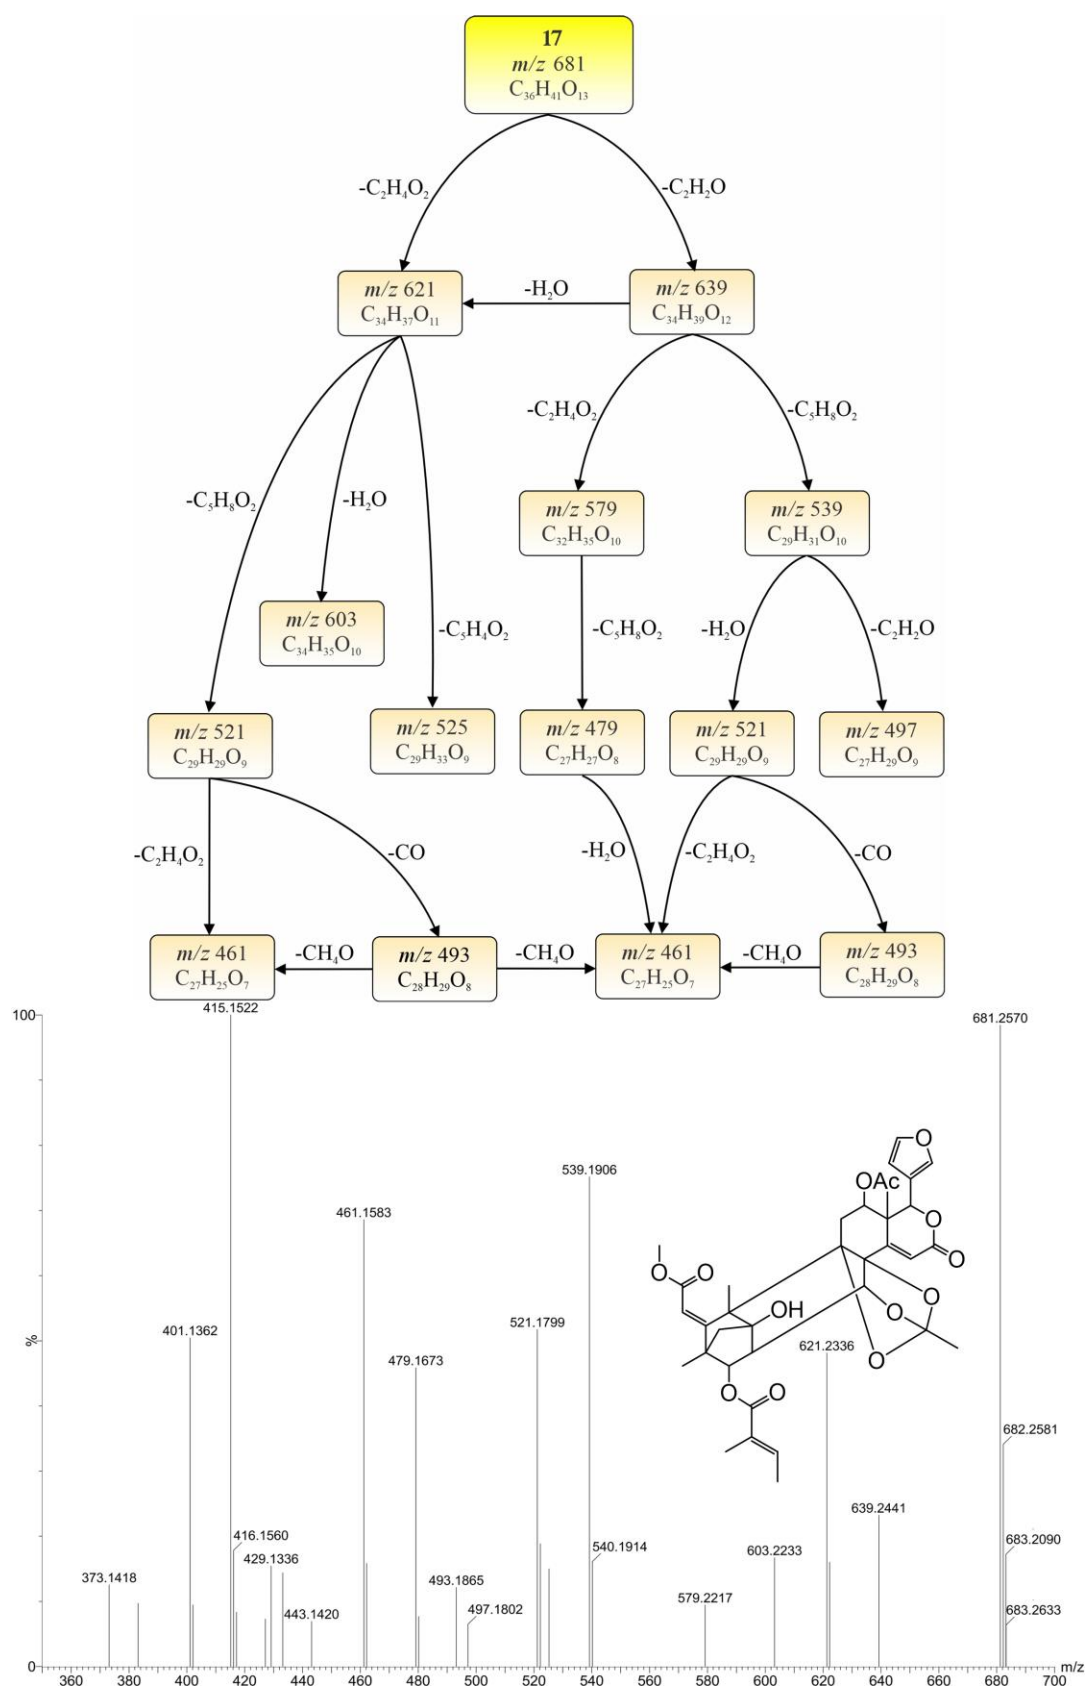 17
m/z 681
C₃₆H₄₁O₁₃
-C₂H₄O₂
-C₂H₂O
m/z 621
C₃₄H₃₇O₁₁
-H₂O
m/z 639
C₃₄H₃₉O₁₂
-C₂H₄O₂
-C₅H₈O₂
-C₅H₈O₂
-H₂O
m/z 579
C₃₂H₃₅O₁₀
m/z 539
C₂₉H₃₁O₁₀
m/z 603
C₃₄H₃₅O₁₀
-C₅H₄O₂
-C₅H₈O₂
-H₂O
-C₂H₂O
m/z 521
C₂₉H₂₉O₉
m/z 525
C₂₉H₃₃O₉
m/z 479
C₂₇H₂₇O₈
m/z 521
C₂₉H₂₉O₉
m/z 497
C₂₇H₂₉O₉
-C₂H₄O₂
-CO
-H₂O
-C₂H₄O₂
-CO
m/z 461
C₂₇H₂₅O₇
-CH₄O
m/z 493
C₂₈H₂₉O₈
-CH₄O
m/z 461
C₂₇H₂₅O₇
-CH₄O
m/z 493
C₂₈H₂₉O₈
100
415.1522
681.2570
539.1906
461.1583
521.1799
401.1362
479.1673
621.2336
682.2581
639.2441
416.1560
429.1336
540.1914
603.2233
683.2090
373.1418
493.1865
497.1802
579.2217
443.1420
683.2633
O
OAc
O
O
O
O
OH
O
O
O
O
O
%
0
360 380 400 420 440 460 480 500 520 540 560 580 600 620 640 660 680 700 m/z